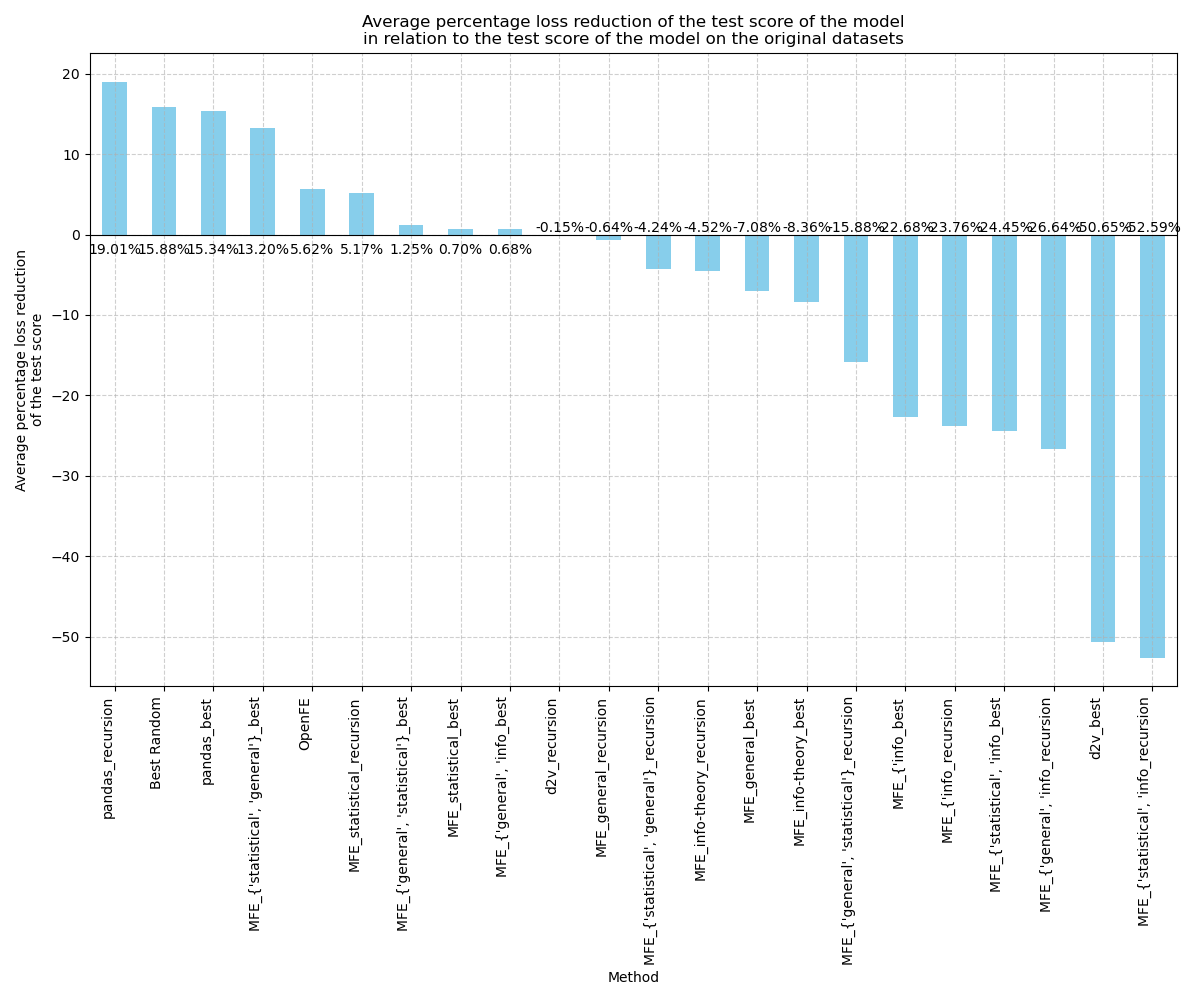 Average percentage loss reduction of the test score of the model
in relation to the test score of the model on the original datasets
Average percentage loss reduction
of the test score
20
10
0
−10
−20
−30
−40
−50
19.01%
15.88%
15.34%
13.20%
5.62%
5.17%
1.25%
0.70%
0.68%
-0.15%
-0.64%
-4.24%
-4.52%
-7.08%
-8.36%
-15.88%
-22.68%
-23.76%
-24.45%
-26.64%
-50.65%
-52.59%
pandas_recursion
Best Random
pandas_best
MFE_{'statistical', 'general'}_best
OpenFE
MFE_statistical_recursion
MFE_{'general', 'statistical'}_best
MFE_statistical_best
MFE_{'general', 'info_best
d2v_recursion
MFE_general_recursion
MFE_{'statistical', 'general'}_recursion
MFE_info-theory_recursion
MFE_general_best
MFE_info-theory_best
MFE_{'general', 'statistical'}_recursion
MFE_{'info_best
MFE_{'info_recursion
MFE_{'statistical', 'info_best
MFE_{'general', 'info_recursion
d2v_best
MFE_{'statistical', 'info_recursion
Method